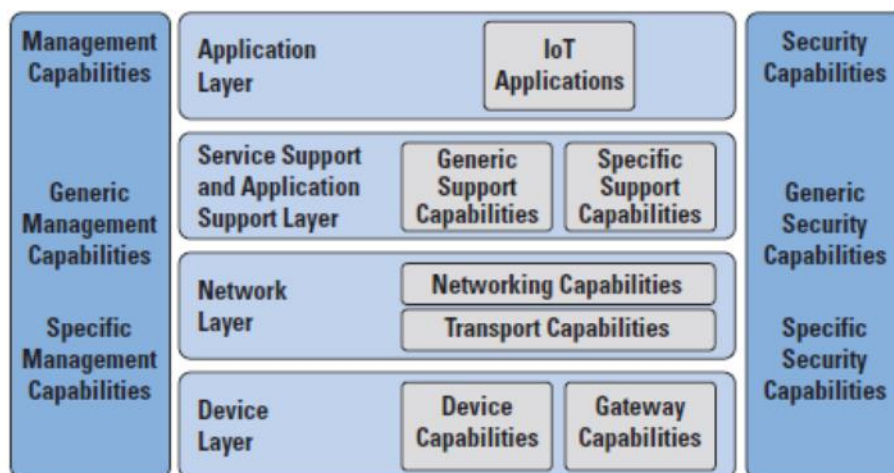 Management
Capabilities
Generic
Management
Capabilities
Specific
Management
Capabilities
Application
Layer
IoT
Applications
Service Support
and Application
Support Layer
Generic
Support
Capabilities
Specific
Support
Capabilities
Network
Layer
Networking Capabilities
Transport Capabilities
Device
Layer
Device
Capabilities
Gateway
Capabilities
Security
Capabilities
Generic
Security
Capabilities
Specific
Security
Capabilities